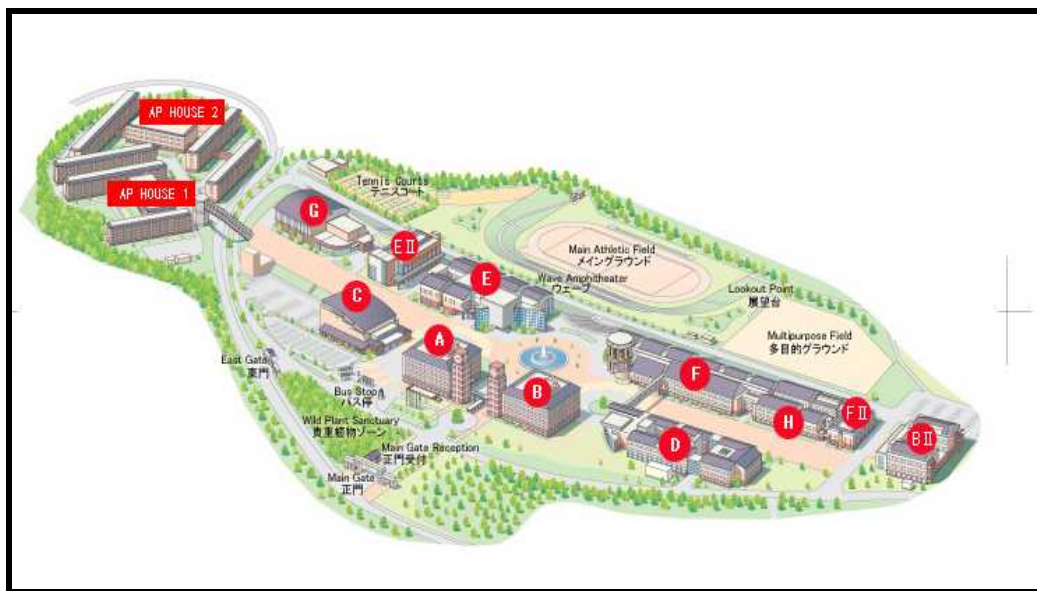 AP HOUSE 2
AP HOUSE 1
Tennis Courts
テニスコート
G
EⅡ
Main Athletic Field
メイングラウンド
E
Wave Amphitheater
ウェーブ
Lookout Point
展望台
C
Multipurpose Field
多目的グラウンド
A
East Gate
東門
F
B
Bus Stop
バス停
FⅡ
H
Wild Plant Sanctuary
貴重植物ゾーン
BⅡ
D
Main Gate Reception
正門受付
Main Gate
正門